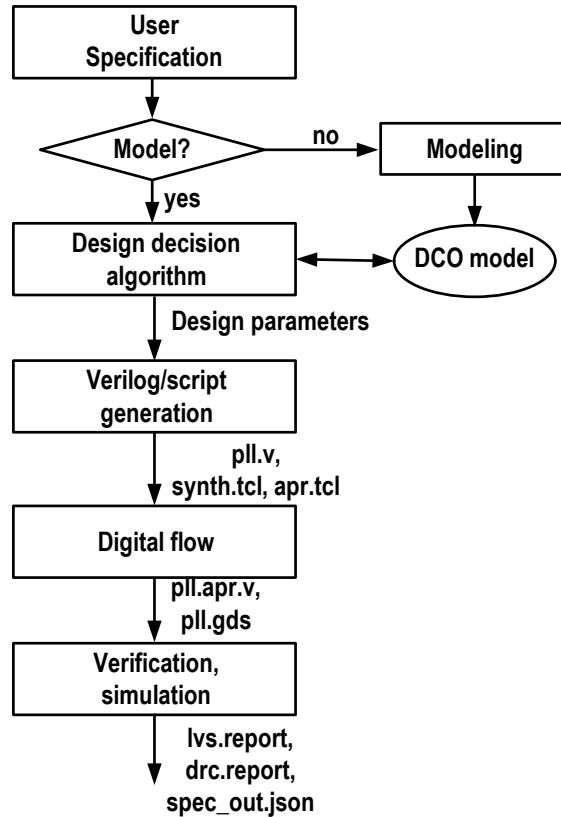 User
Specification
Model?
no
Modeling
yes
Design decision
algorithm
DCO model
Design parameters
Verilog/script
generation
pll.v,
synth.tcl, apr.tcl
Digital flow
pll.apr.v,
pll.gds
Verification,
simulation
lvs.report,
drc.report,
spec_out.json